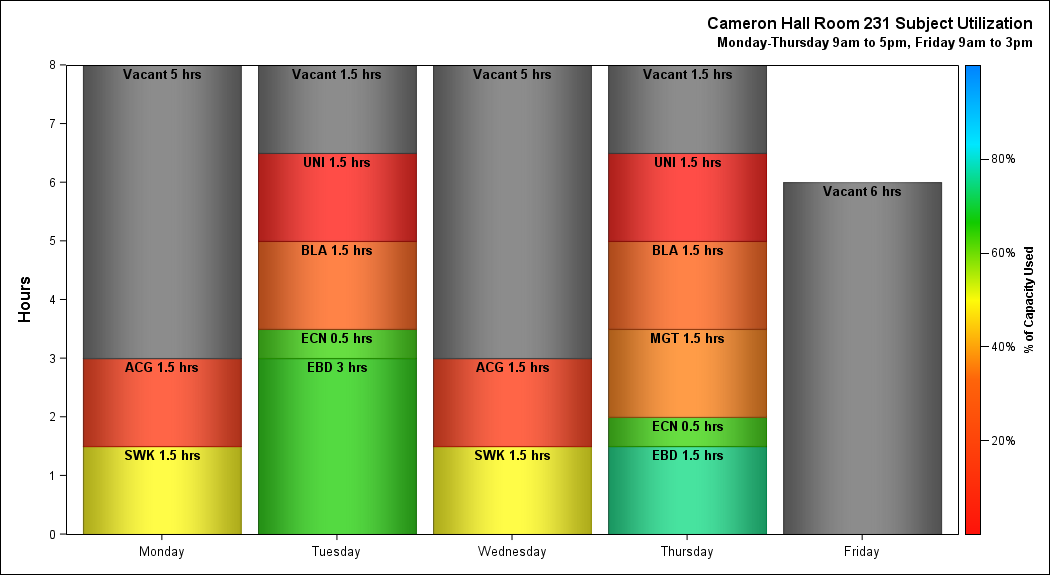 Cameron Hall Room 231 Subject Utilization
Monday-Thursday 9am to 5pm, Friday 9am to 3pm
Hours
8
7
6
5
4
3
2
1
0
Vacant 5 hrs
ACG 1.5 hrs
SWK 1.5 hrs
Vacant 1.5 hrs
UNI 1.5 hrs
BLA 1.5 hrs
ECN 0.5 hrs
EBD 3 hrs
Vacant 5 hrs
ACG 1.5 hrs
SWK 1.5 hrs
Vacant 1.5 hrs
UNI 1.5 hrs
BLA 1.5 hrs
MGT 1.5 hrs
ECN 0.5 hrs
EBD 1.5 hrs
Vacant 6 hrs
Monday
Tuesday
Wednesday
Thursday
Friday
80%
60%
40%
20%
% of Capacity Used